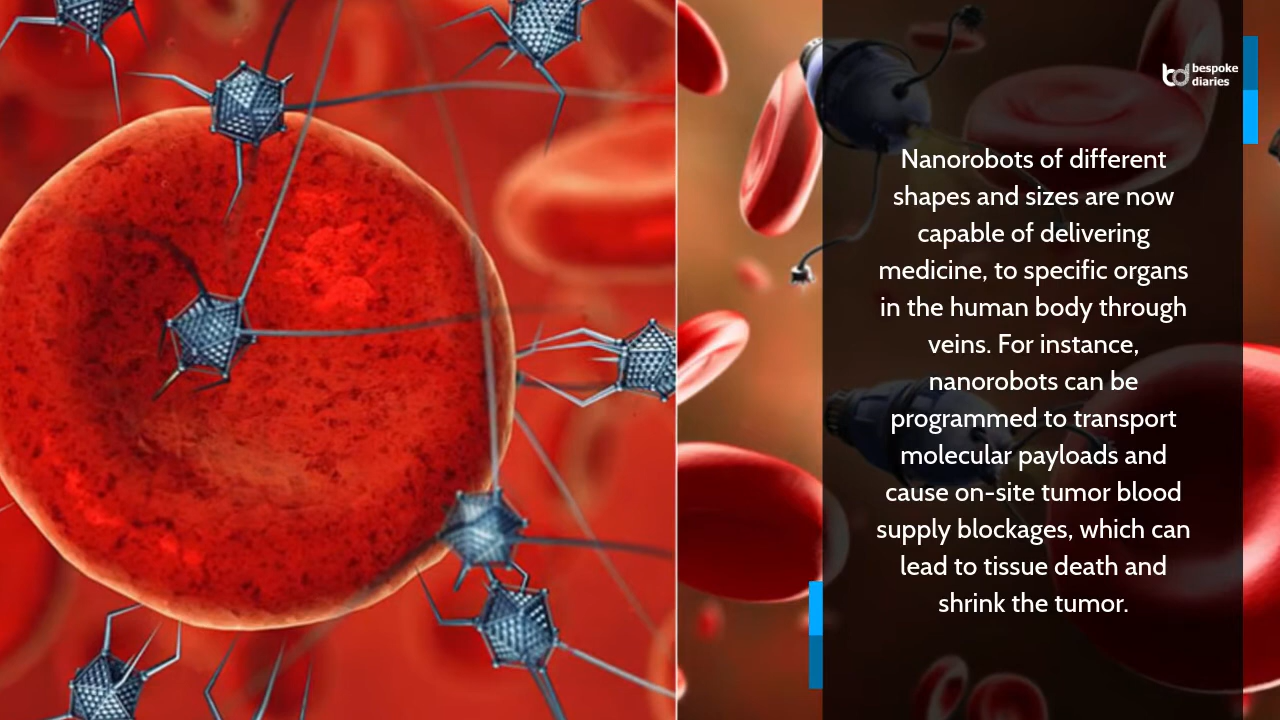 bd bespoke
diaries
Nanorobots of different
shapes and sizes are now
capable of delivering
medicine, to specific organs
in the human body through
veins. For instance,
nanorobots can be
programmed to transport
molecular payloads and
cause on-site tumor blood
supply blockages, which can
lead to tissue death and
shrink the tumor.